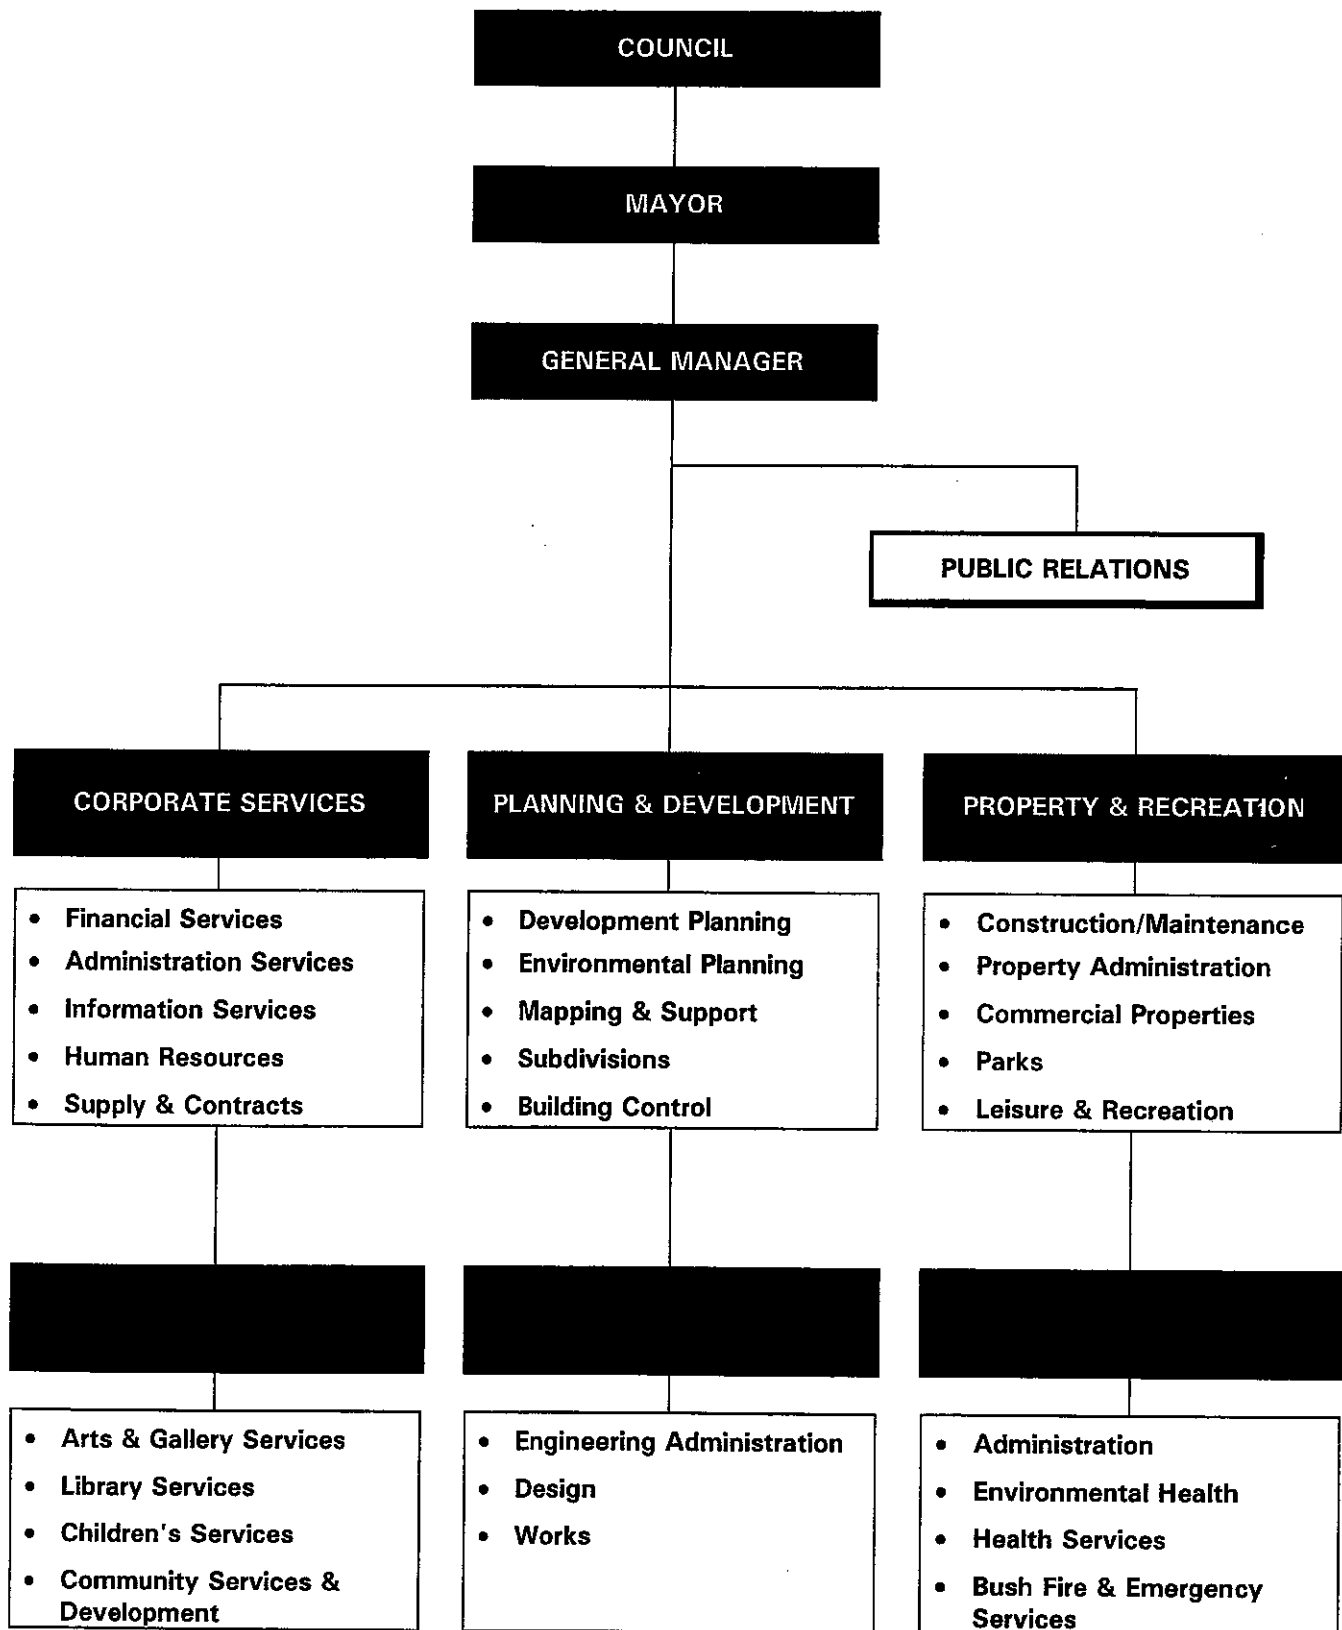 COUNCIL
MAYOR
GENERAL MANAGER
PUBLIC RELATIONS
CORPORATE SERVICES
• Financial Services
• Administration Services
• Information Services
• Human Resources
• Supply & Contracts
PLANNING & DEVELOPMENT
• Development Planning
• Environmental Planning
• Mapping & Support
• Subdivisions
• Building Control
PROPERTY & RECREATION
• Construction/Maintenance
• Property Administration
• Commercial Properties
• Parks
• Leisure & Recreation
• Arts & Gallery Services
• Library Services
• Children's Services
• Community Services &
Development
• Engineering Administration
• Design
• Works
• Administration
• Environmental Health
• Health Services
• Bush Fire & Emergency
Services